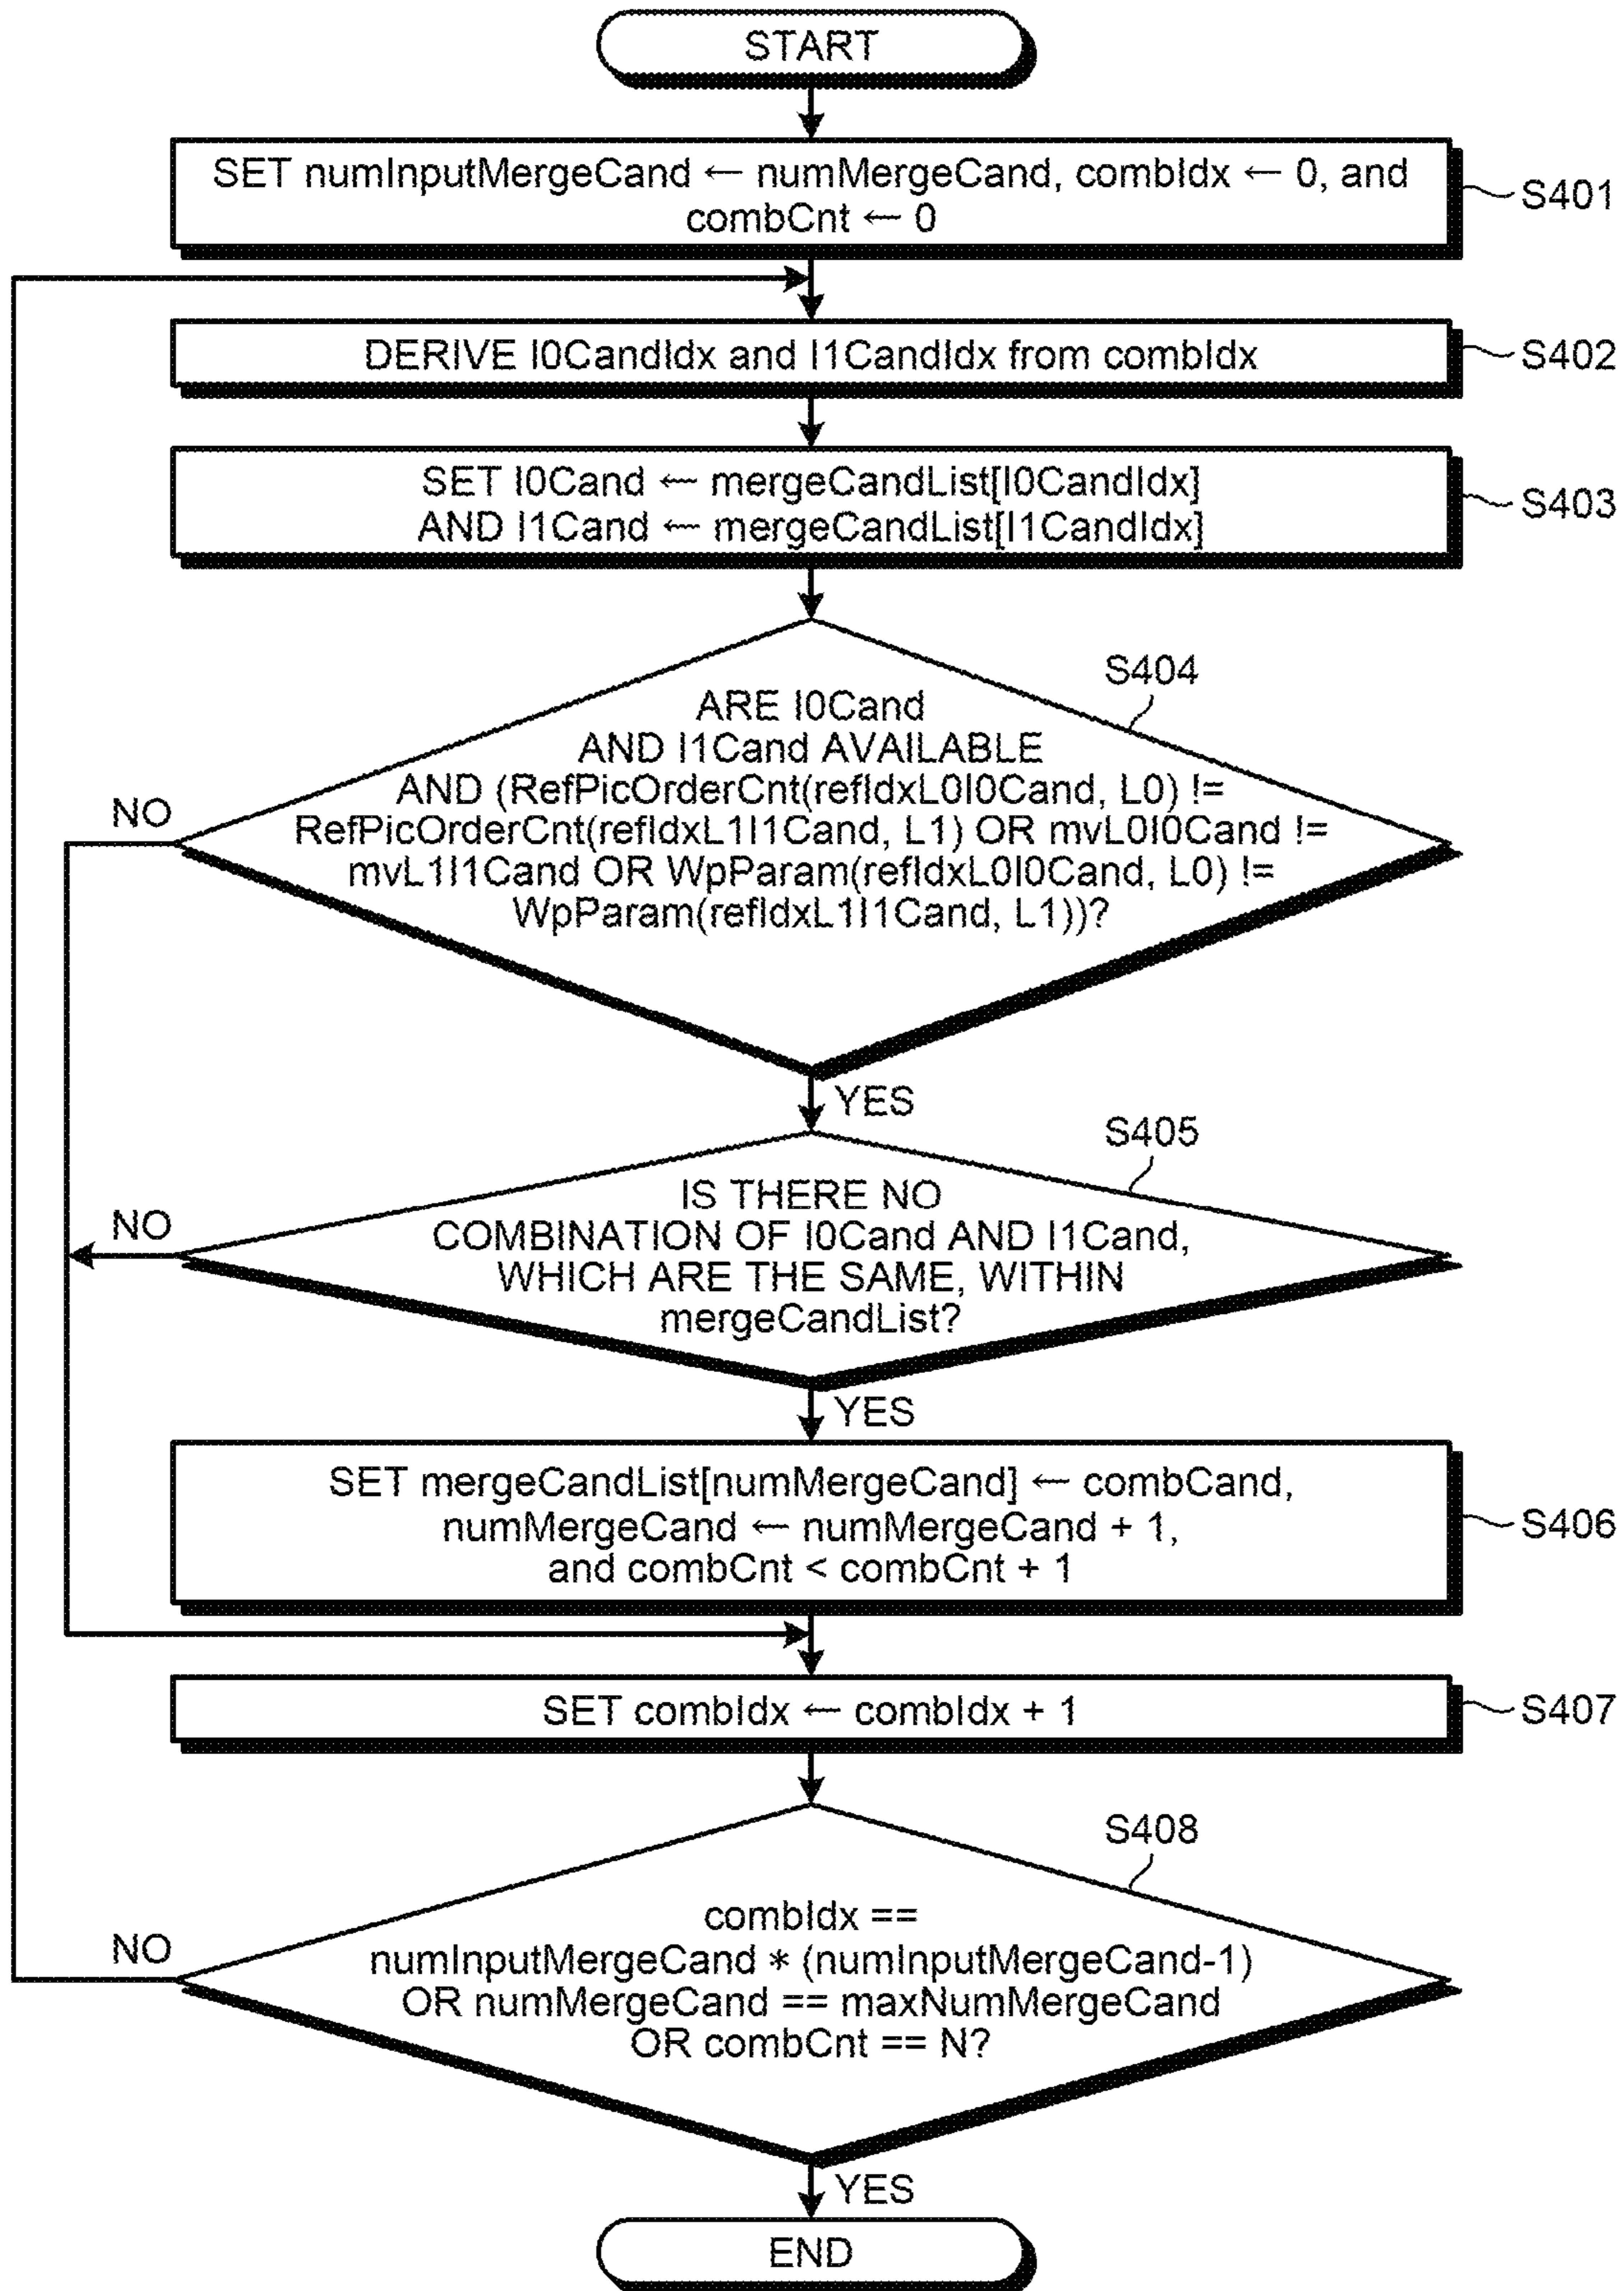 START
SET numInputMergeCand ← numMergeCand, combIdx ← 0, and
combCnt ← 0
S401
DERIVE l0CandIdx and l1CandIdx from combIdx
S402
SET l0Cand ← mergeCandList[l0CandIdx]
AND l1Cand ← mergeCandList[l1CandIdx]
S403
S404
ARE l0Cand
AND l1Cand AVAILABLE
AND (RefPicOrderCnt(refIdxL0l0Cand, L0) !=
RefPicOrderCnt(refIdxL1l1Cand, L1) OR mvL0l0Cand !=
mvL1l1Cand OR WpParam(refIdxL0l0Cand, L0) !=
WpParam(refIdxL1l1Cand, L1))?
NO
YES
S405
IS THERE NO
COMBINATION OF l0Cand AND l1Cand,
WHICH ARE THE SAME, WITHIN
mergeCandList?
NO
YES
SET mergeCandList[numMergeCand] ← combCand,
numMergeCand ← numMergeCand + 1,
and combCnt < combCnt + 1
S406
SET combIdx ← combIdx + 1
S407
S408
combIdx ==
numInputMergeCand * (numInputMergeCand-1)
OR numMergeCand == maxNumMergeCand
OR combCnt == N?
NO
YES
END